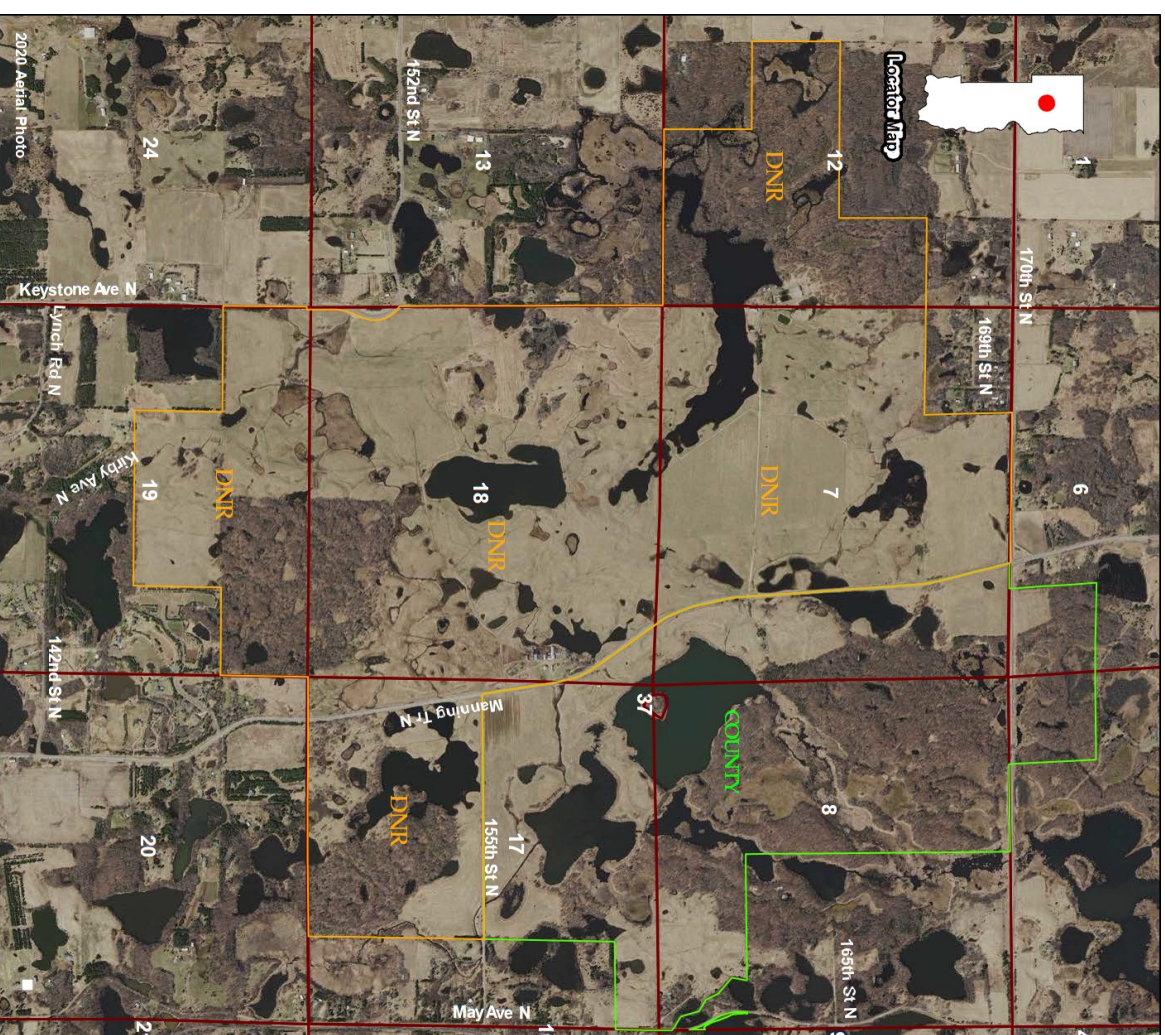 Locator Map
1
170th St N
6
169th St N
12
DNR
7
DNR
8
COUNTY
165th St N
37
13
152nd St N
18
DNR
17
155th St N
Manning Tr N
DNR
May Ave N
1
24
Keystone Ave N
19
DNR
Kirby Ave N
Lynch Rd N
142nd St N
20
2
2020 Aerial Photo